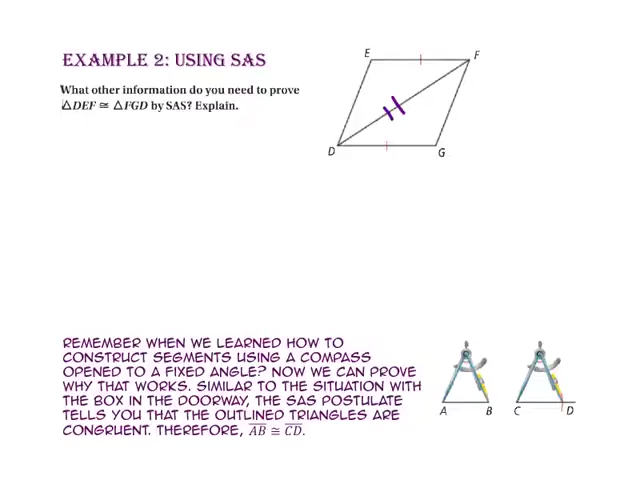 EXAMPLE 2: USING SAS
What other information do you need to prove
△DEF ≅ △FGD by SAS? Explain.
E
F
D
G
REMEMBER WHEN WE LEARNED HOW TO
CONSTRUCT SEGMENTS USING A COMPASS
OPENED TO A FIXED ANGLE? NOW WE CAN PROVE
WHY THAT WORKS. SIMILAR TO THE SITUATION WITH
THE BOX IN THE DOORWAY, THE SAS POSTULATE
TELLS YOU THAT THE OUTLINED TRIANGLES ARE
CONGRUENT. THEREFORE, A̅B̅ ≅ C̅D̅.
A B C D